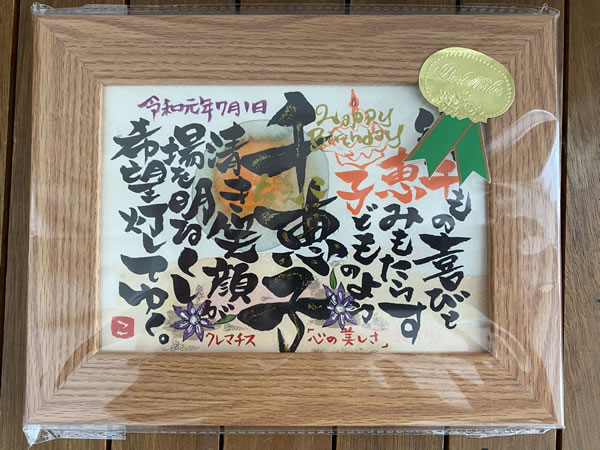 令和元年7月1日
Happy
Birthday
Best Wishes
千もの喜びと
恵みもたらす
子どものよう
千恵子
清き笑顔が
場を明るくし
希望灯してゆく。
クレマチス
「心の美しさ」
こ